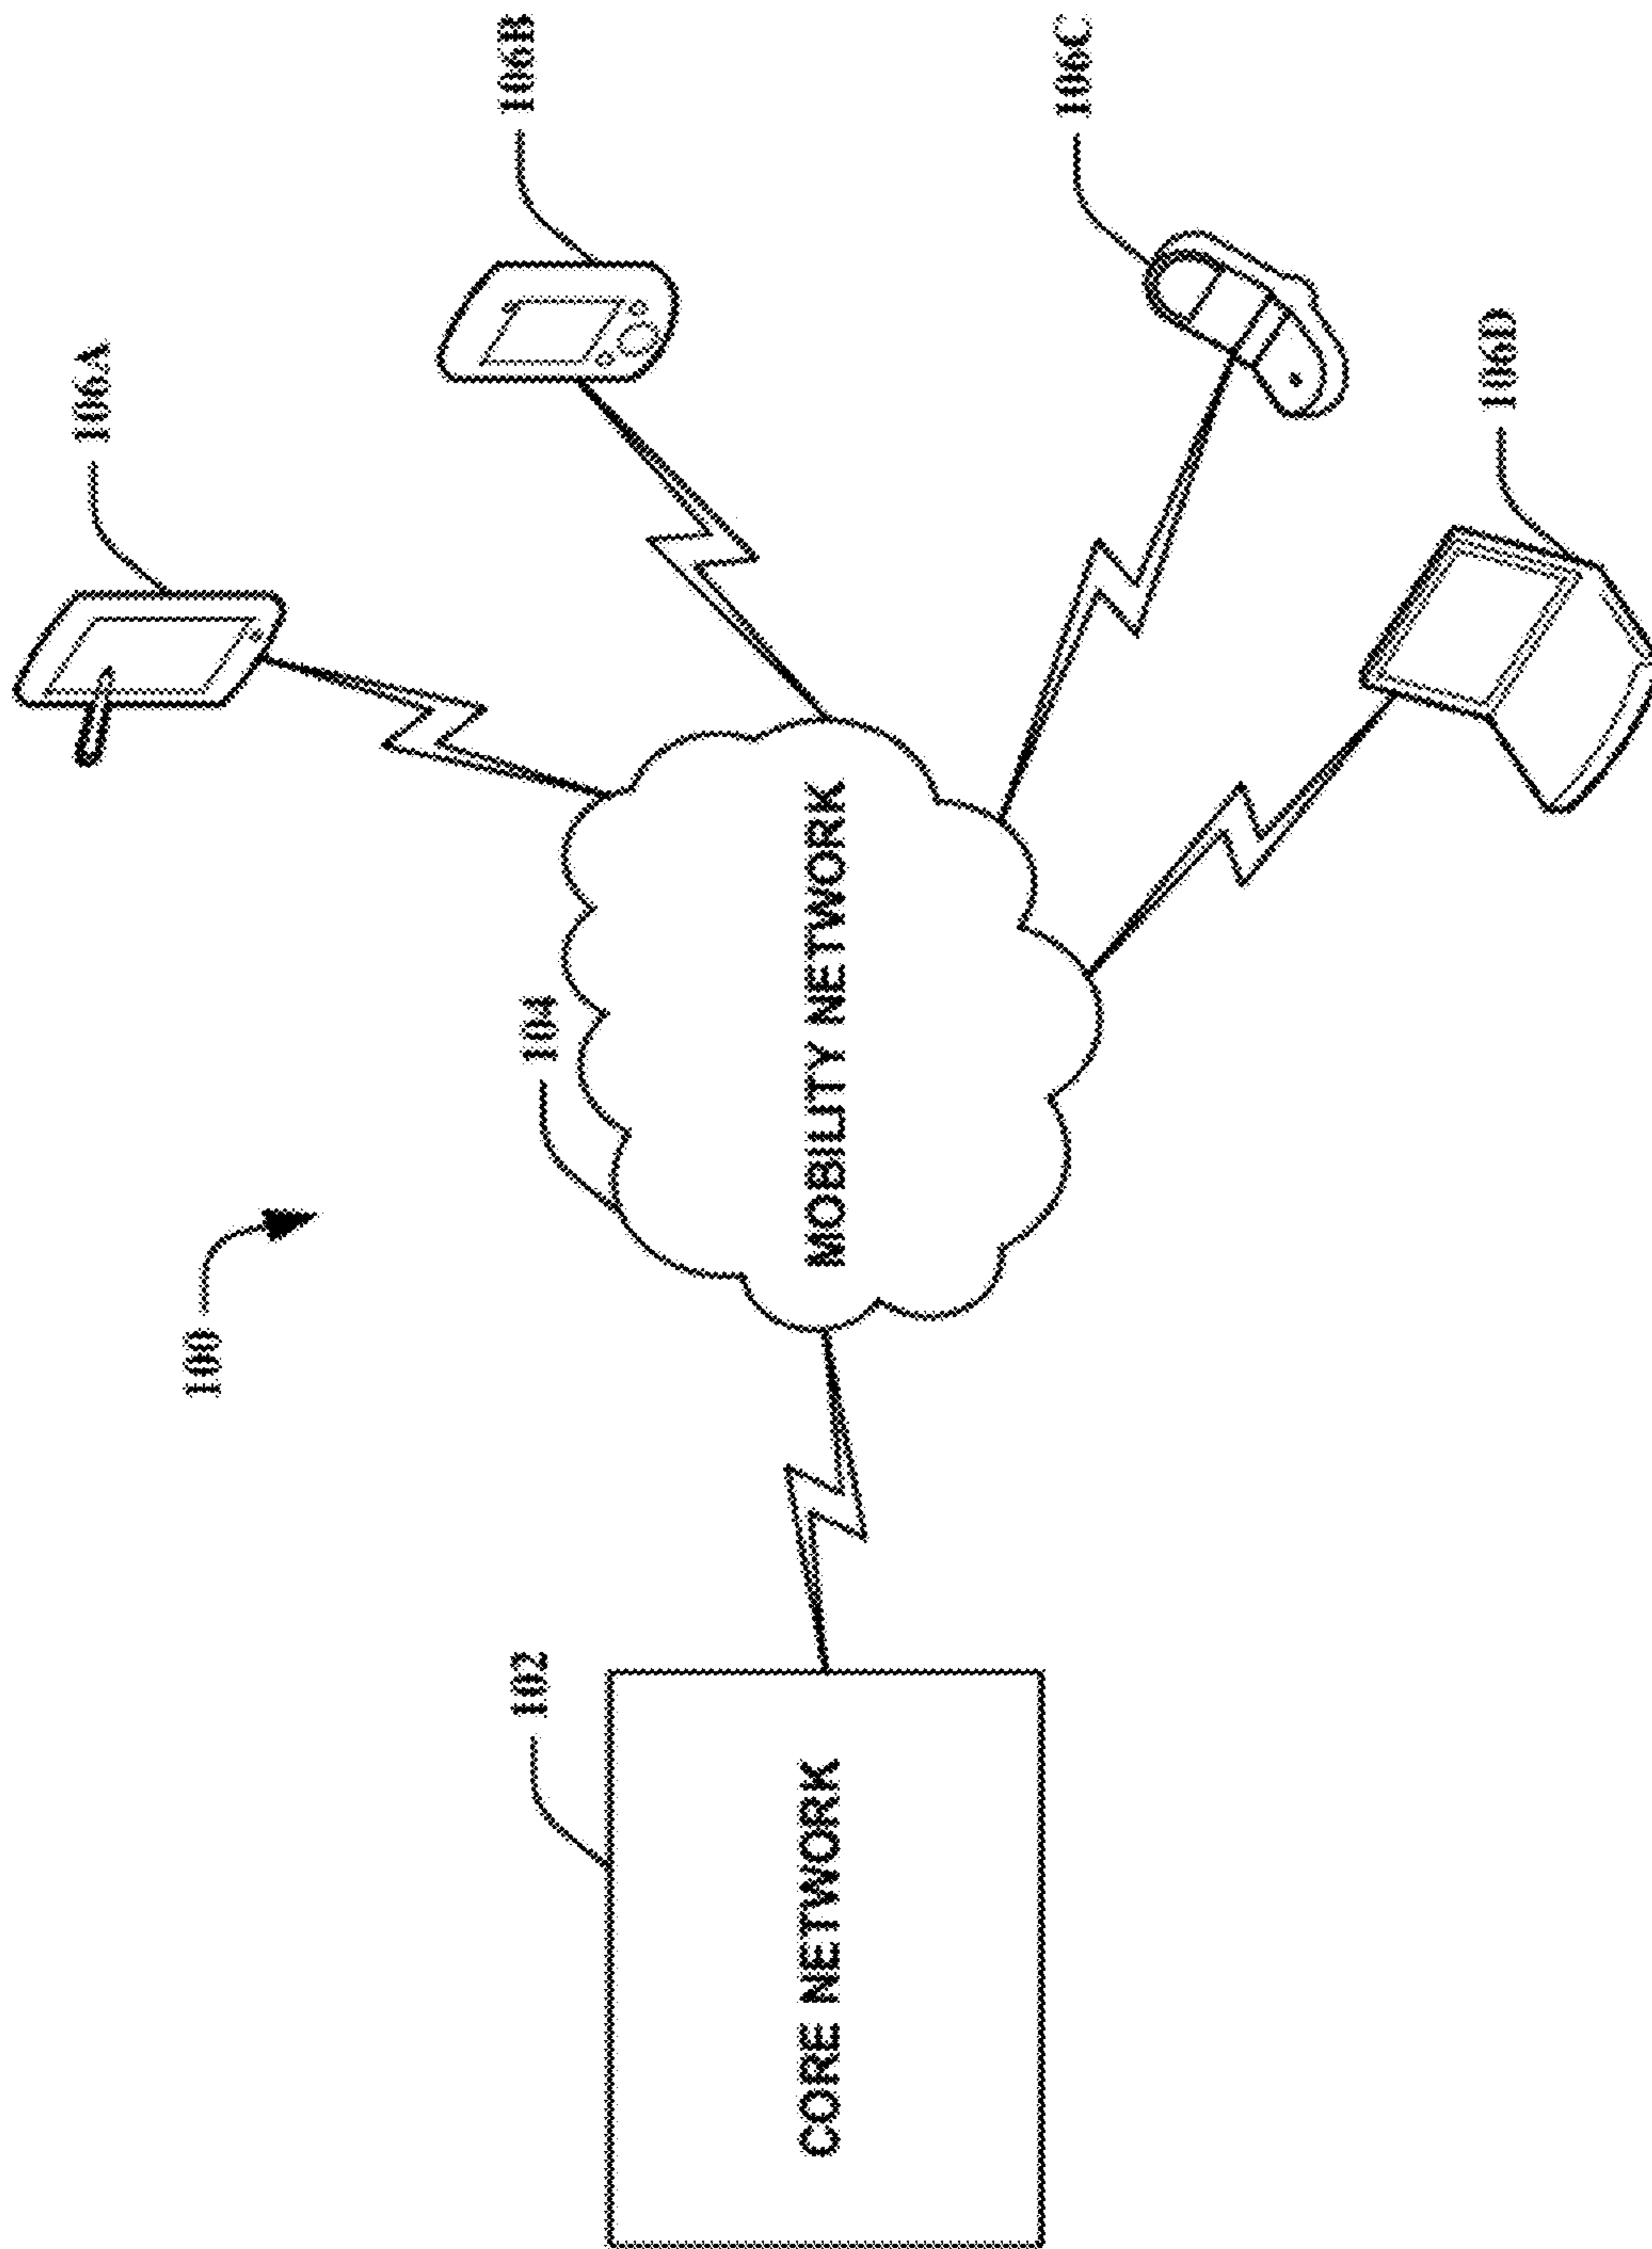 100
106A
106B
104
102
CORE NETWORK
MOBILITY NETWORK
106C
106D